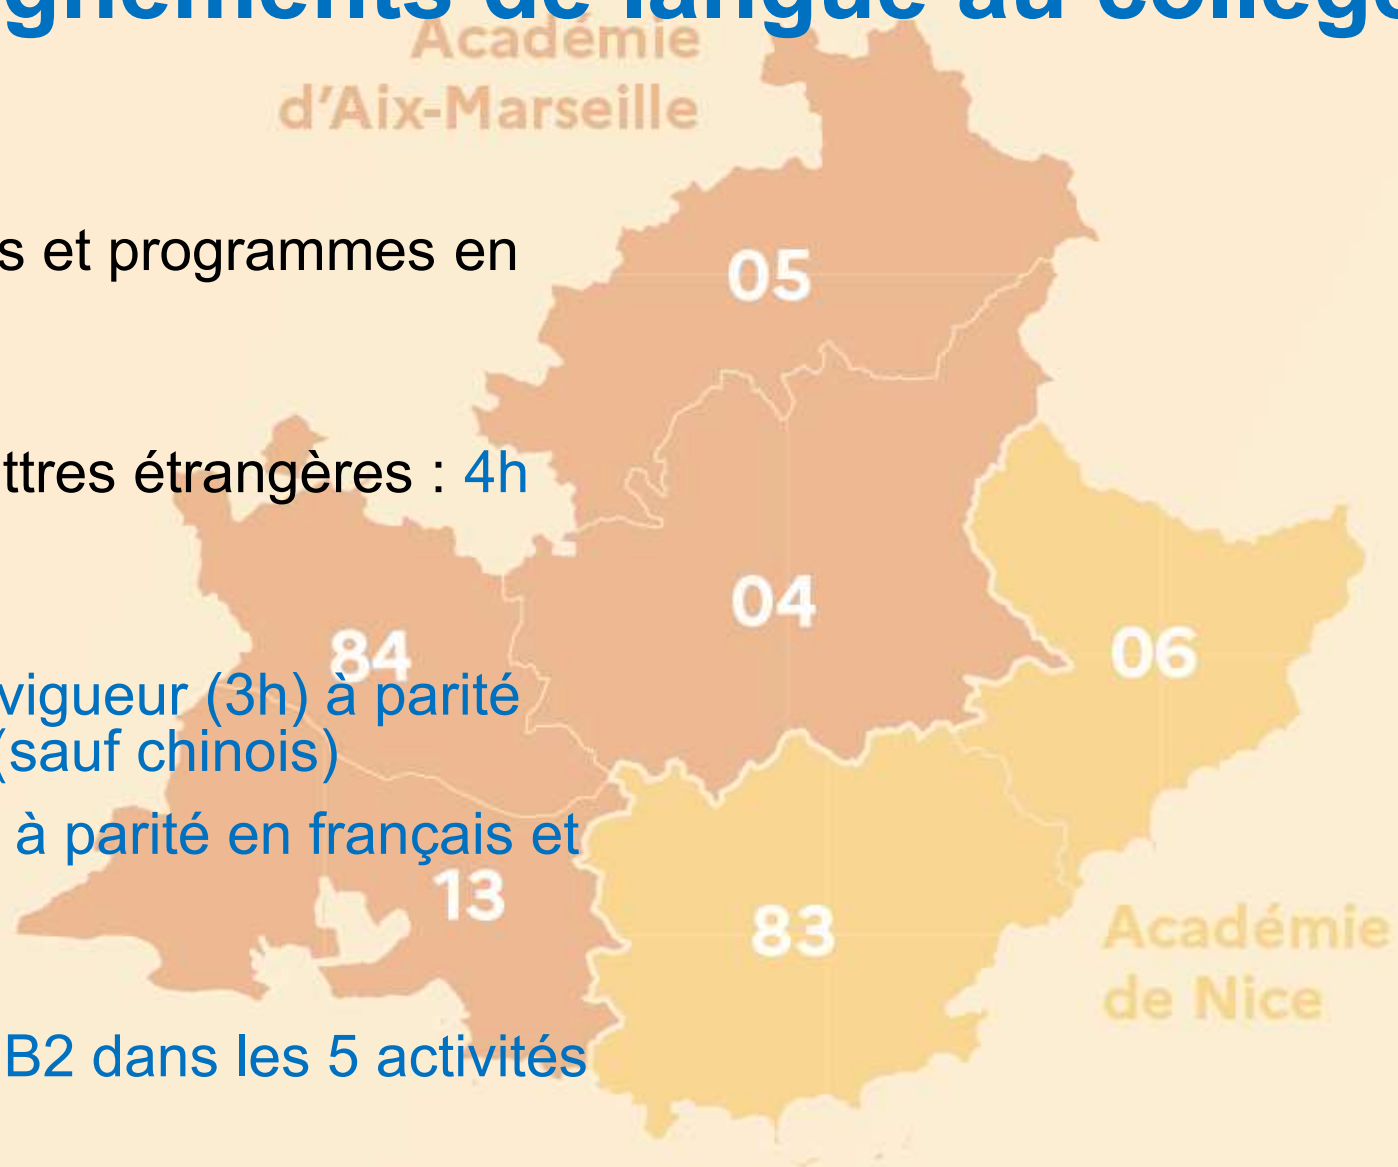 gnements de langue au collège
Académie
d'Aix-Marseille
s et programmes en
05
ttres étrangères : 4h
04
84
06
vigueur (3h) à parité
(sauf chinois)
à parité en français et
13
83
Académie
de Nice
B2 dans les 5 activités